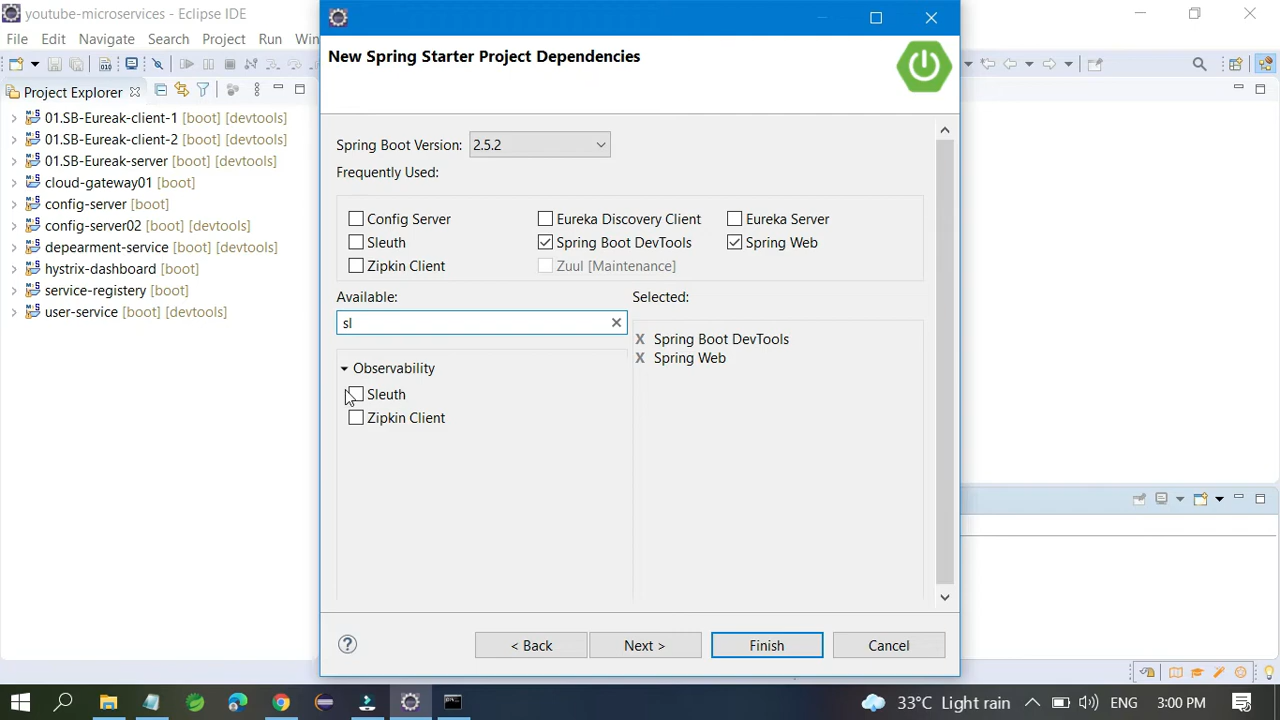 youtube-microservices - Eclipse IDE
File Edit Navigate Search Project Run Win
Project Explorer
01.SB-Eureak-client-1 [boot] [devtools]
01.SB-Eureak-client-2 [boot] [devtools]
01.SB-Eureak-server [boot] [devtools]
cloud-gateway01 [boot]
config-server [boot]
config-server02 [boot] [devtools]
depearment-service [boot] [devtools]
hystrix-dashboard [boot]
service-registery [boot]
user-service [boot] [devtools]
New Spring Starter Project Dependencies
Spring Boot Version: 2.5.2
Frequently Used:
Config Server Eureka Discovery Client Eureka Server
Sleuth Spring Boot DevTools Spring Web
Zipkin Client Zuul [Maintenance]
Available: Selected:
sl
X Spring Boot DevTools
X Spring Web
Observability
Sleuth
Zipkin Client
< Back Next > Finish Cancel
33°C Light rain ENG 3:00 PM